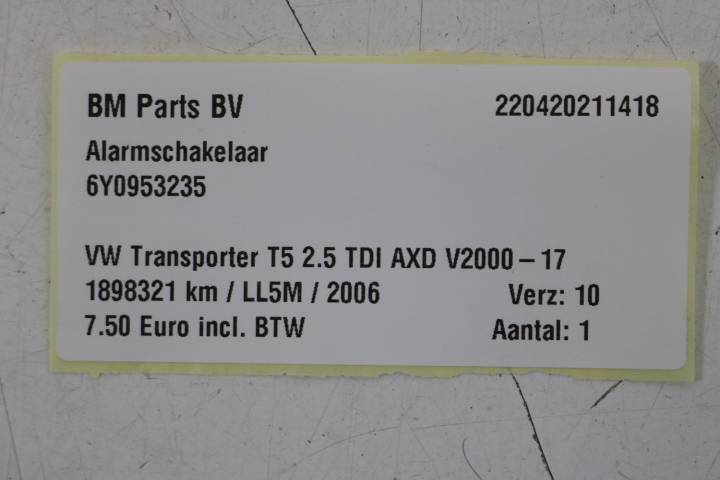 BM Parts BV 220420211418
Alarmschakelaar
6Y0953235
VW Transporter T5 2.5 TDI AXD V2000 – 17
1898321 km / LL5M / 2006 Verz: 10
7.50 Euro incl. BTW Aantal: 1